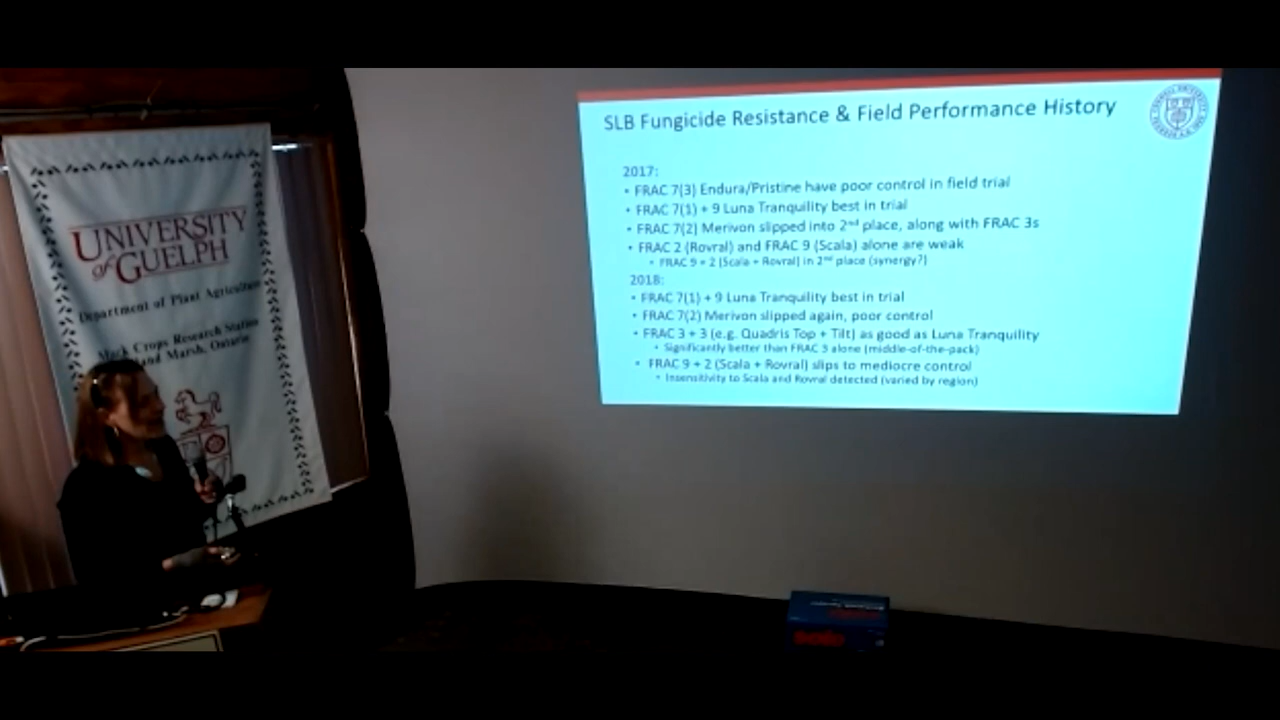 UNIVERSITY
of GUELPH
Department of Plant Agriculture
Muck Crops Research Station
land Marsh, Ontario
SLB Fungicide Resistance & Field Performance History
2017:
• FRAC 7(3) Endura/Pristine have poor control in field trial
• FRAC 7(1) + 9 Luna Tranquility best in trial
• FRAC 7(2) Merivon slipped into 2nd place, along with FRAC 3s
• FRAC 2 (Rovral) and FRAC 9 (Scala) alone are weak
• FRAC 9 + 2 (Scala + Rovral) in 2nd place (synergy?)
2018:
• FRAC 7(1) + 9 Luna Tranquility best in trial
• FRAC 7(2) Merivon slipped again, poor control
• FRAC 3 + 3 (e.g. Quadris Top + Tilt) as good as Luna Tranquility
• Significantly better than FRAC 3 alone (middle-of-the-pack)
• FRAC 9 + 2 (Scala + Rovral) slips to mediocre control
• Insensitivity to Scala and Rovral detected (varied by region)